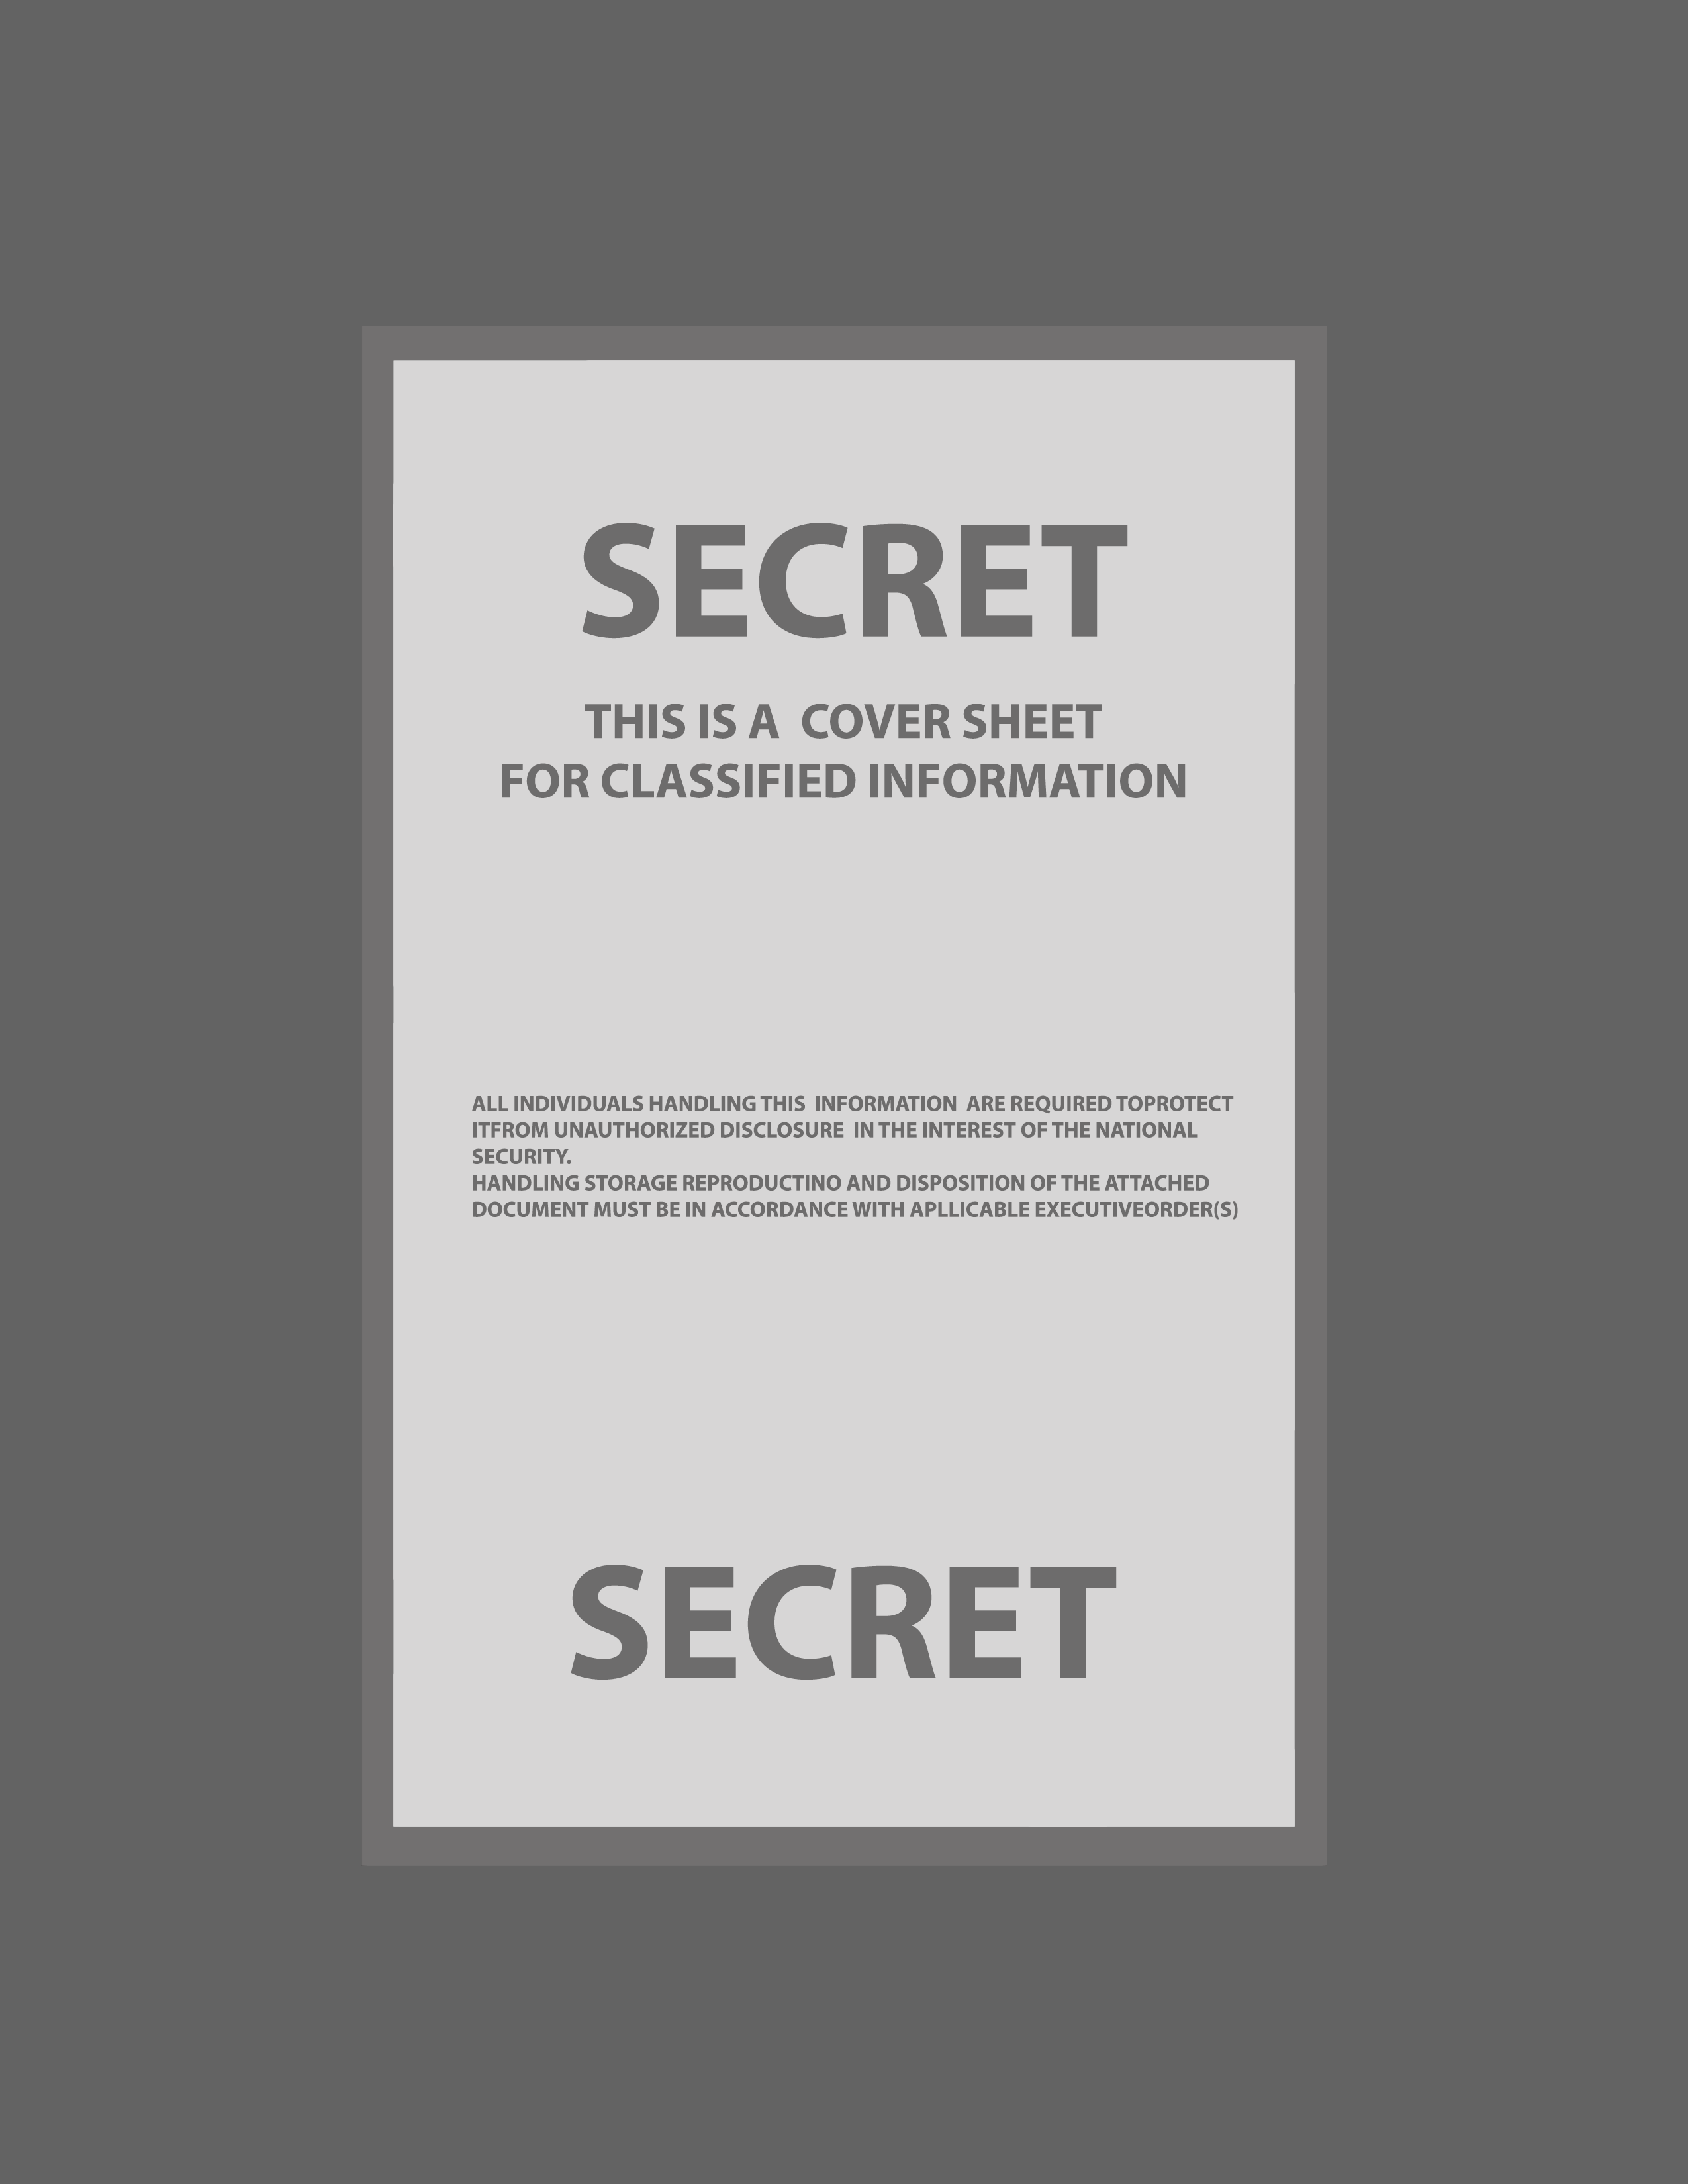 SECRET
THIS IS A  COVER SHEET
FOR CLASSIFIED INFORMATION
ALL INDIVIDUALS HANDLING THIS  INFORMATION  ARE REQUIRED TOPROTECT
ITFROM UNAUTHORIZED DISCLOSURE  IN THE INTEREST OF THE NATIONAL
SECURITY.
HANDLING STORAGE REPRODUCTINO AND DISPOSITION OF THE ATTACHED
DOCUMENT MUST BE IN ACCORDANCE WITH APLLICABLE EXECUTIVEORDER(S)
SECRET